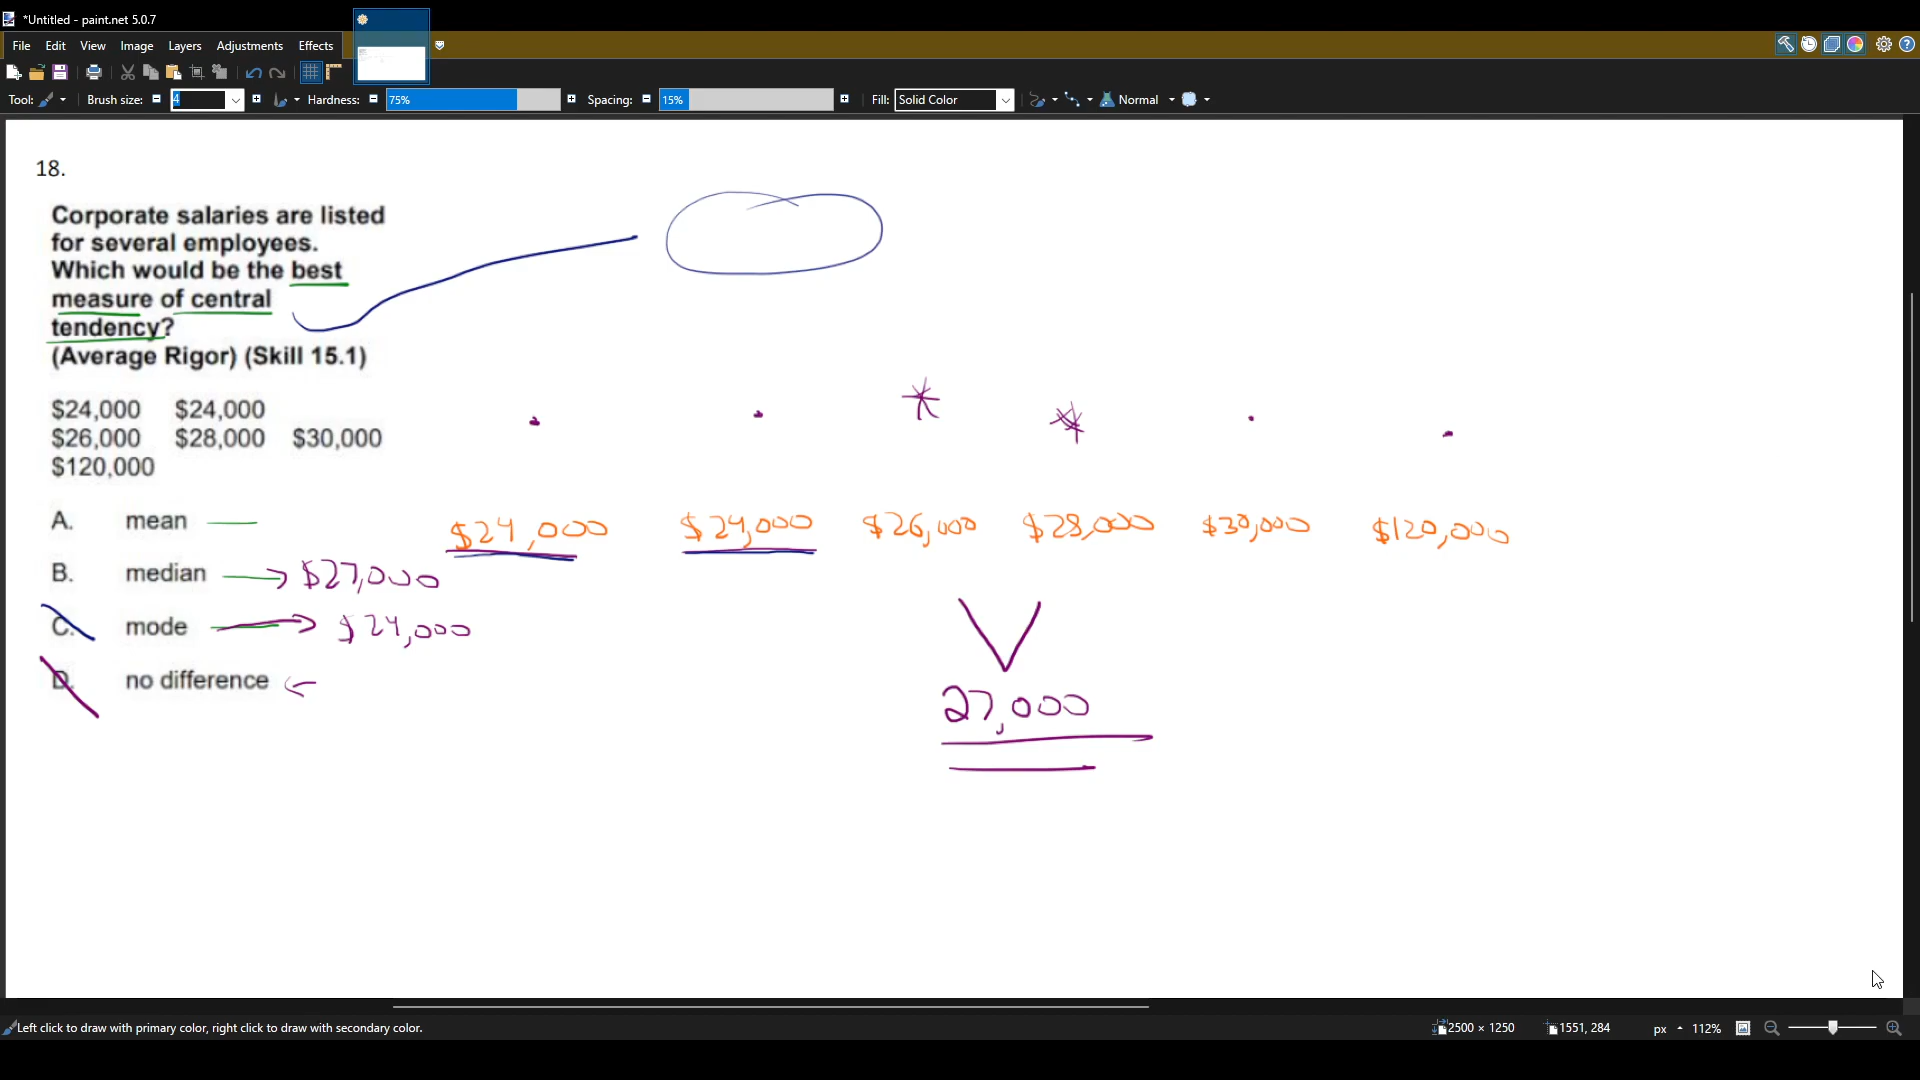 *Untitled - paint.net 5.0.7
File Edit View Image Layers Adjustments Effects
Tool: Brush size: 4 Hardness: 75% Spacing: 15% Fill: Solid Color Normal
18.
Corporate salaries are listed
for several employees.
Which would be the best
measure of central
tendency?
(Average Rigor) (Skill 15.1)
$24,000 $24,000
$26,000 $28,000 $30,000
$120,000
A. mean
B. median → $27,000
C. mode → $24,000
D. no difference ←
$24,000 $24,000 $26,000 $28,000 $30,000 $120,000
27,000
Left click to draw with primary color, right click to draw with secondary color. 2500 × 1250 1551, 284 px 112%